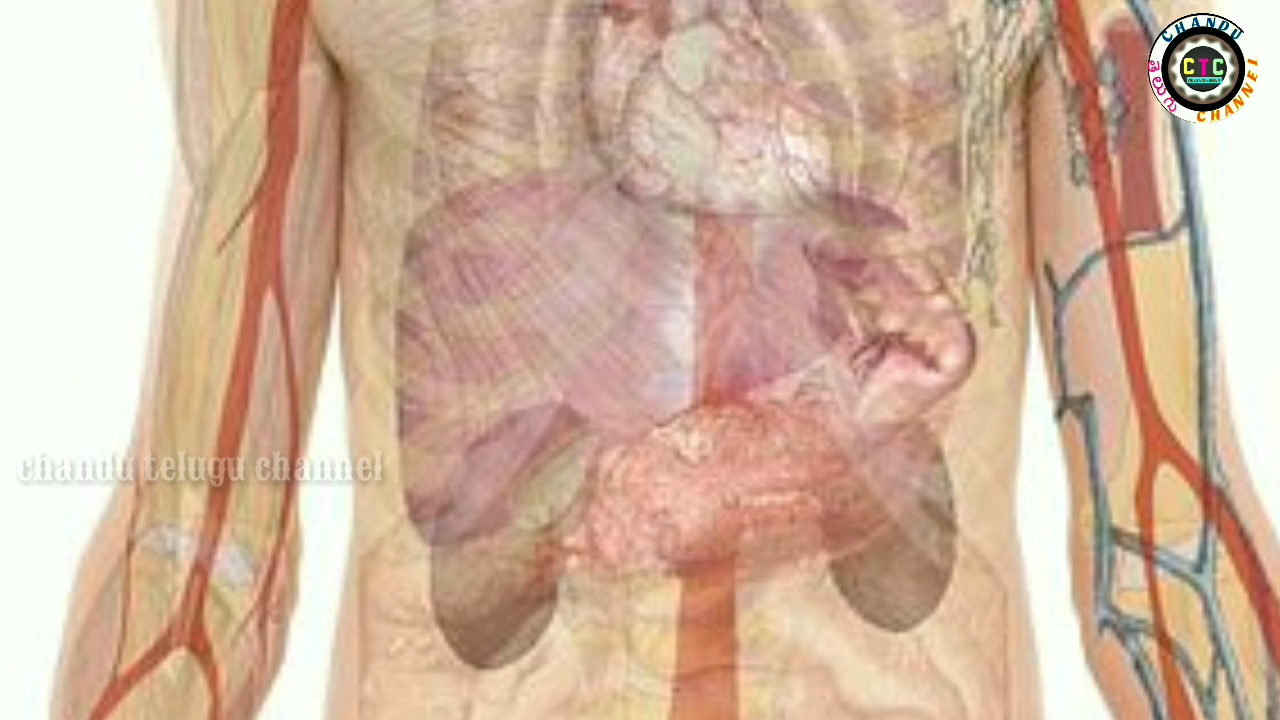 CHANDU
తెలుగు
CTC
CHANNEL
chandu telugu channel